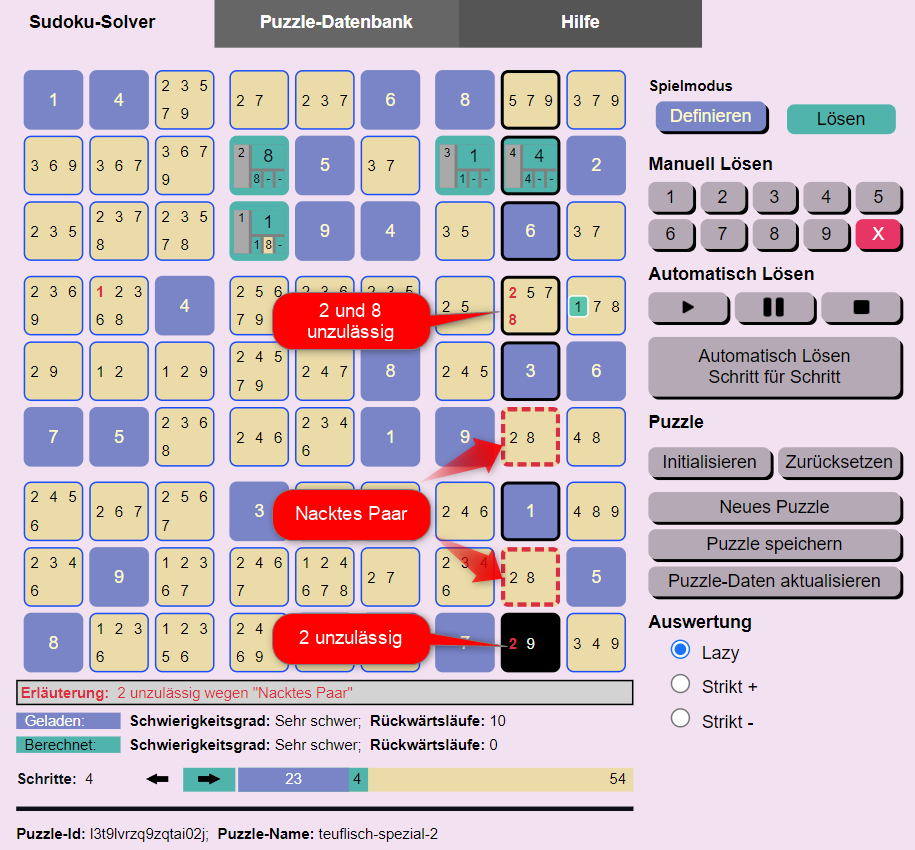 Sudoku-Solver Puzzle-Datenbank Hilfe
1 4 2 3 5 2 7 2 3 7 6 8 5 7 9 3 7 9
7 9
3 6 9 3 6 7 3 6 7 2 8 5 3 7 3 1 4 4 2
9 8 - - 1 - - 4 - -
2 3 5 2 3 7 2 3 5 1 1 9 4 3 5 6 3 7
8 7 8 1 8 -
2 3 6 1 2 3 4 2 5 6 2 3 6 2 3 5 2 5 2 5 7 1 7 8
9 6 8 7 9 8
2 und 8
unzulässig
2 9 1 2 1 2 9 2 4 5 2 4 7 8 2 4 5 3 6
7 9
7 5 2 3 6 2 4 6 2 3 4 1 9 2 8 4 8
8 6
2 4 5 2 6 7 2 5 6 3 Nacktes Paar 2 4 6 1 4 8 9
6 7
2 3 4 9 1 2 3 2 4 6 1 2 4 2 7 2 3 4 2 8 5
6 6 7 7 6 7 8 6
8 1 2 3 1 2 3 2 4 2 unzulässig 7 2 9 3 4 9
6 5 6 6 9
Erläuterung: 2 unzulässig wegen "Nacktes Paar"
Geladen: Schwierigkeitsgrad: Sehr schwer; Rückwärtsläufe: 10
Berechnet: Schwierigkeitsgrad: Sehr schwer; Rückwärtsläufe: 0
Schritte: 4 23 4 54
Puzzle-Id: l3t9lvrzq9zqtai02j; Puzzle-Name: teuflisch-spezial-2
Spielmodus
Definieren Lösen
Manuell Lösen
1 2 3 4 5
6 7 8 9 X
Automatisch Lösen
Automatisch Lösen
Schritt für Schritt
Puzzle
Initialisieren Zurücksetzen
Neues Puzzle
Puzzle speichern
Puzzle-Daten aktualisieren
Auswertung
Lazy
Strikt +
Strikt -